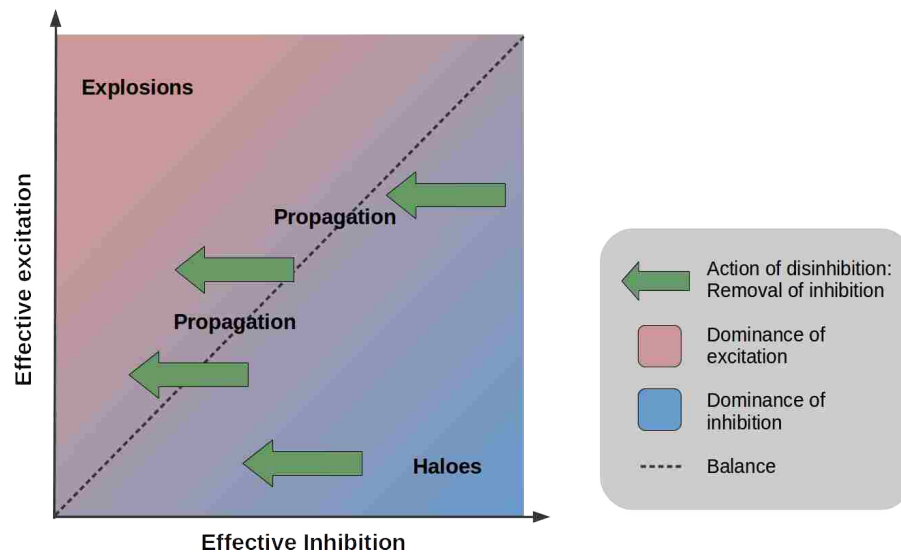 Explosions
Propagation
Propagation
Haloes
Effective excitation
Effective Inhibition
Action of disinhibition:
Removal of inhibition
Dominance of
excitation
Dominance of
inhibition
Balance